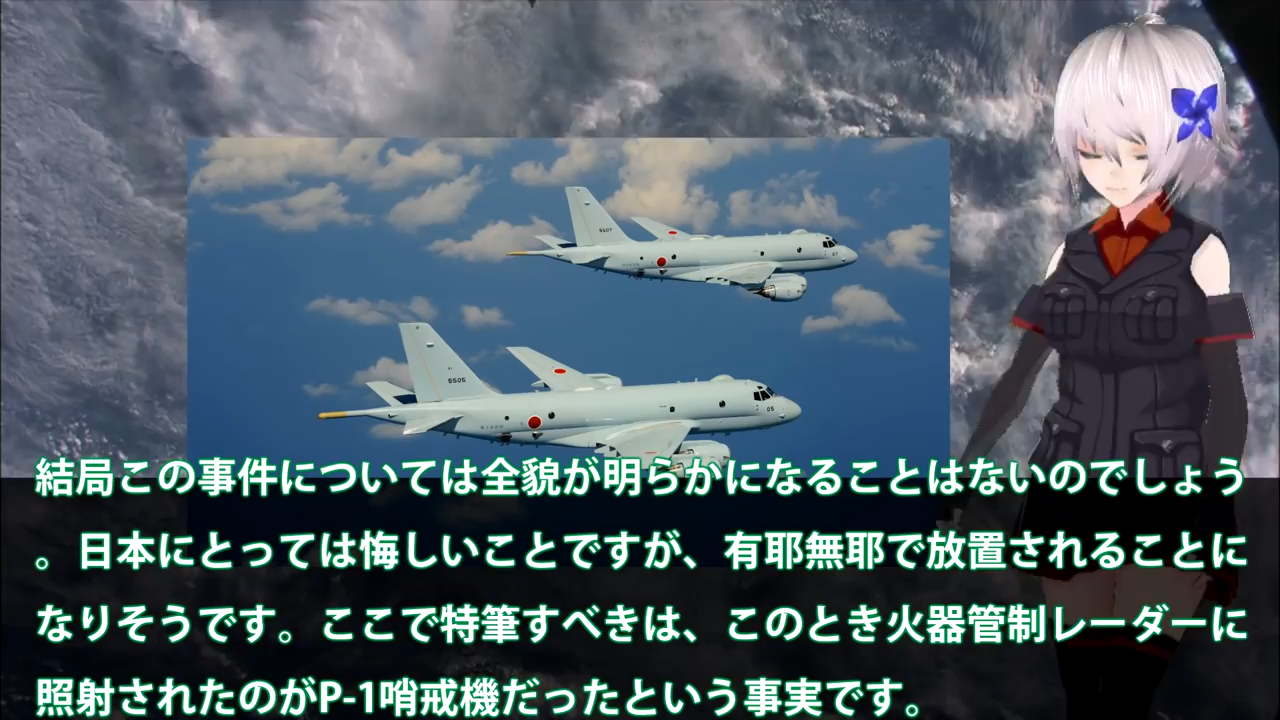 5507
07
5505
05
結局この事件については全貌が明らかになることはないのでしょう
。日本にとっては悔しいことですが、有耶無耶で放置されることに
なりそうです。ここで特筆すべきは、このとき火器管制レーダーに
照射されたのがP-1哨戒機だったという事実です。